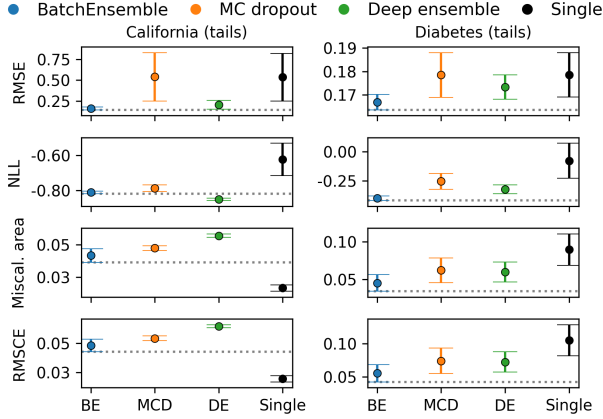 BatchEnsemble MC dropout Deep ensemble Single
California (tails) Diabetes (tails)
RMSE 0.75 0.50 0.25 0.19 0.18 0.17
NLL -0.60 -0.80 0.00 -0.25
Miscal. area 0.05 0.03 0.10 0.05
RMSCE 0.05 0.03 0.10 0.05
BE MCD DE Single BE MCD DE Single